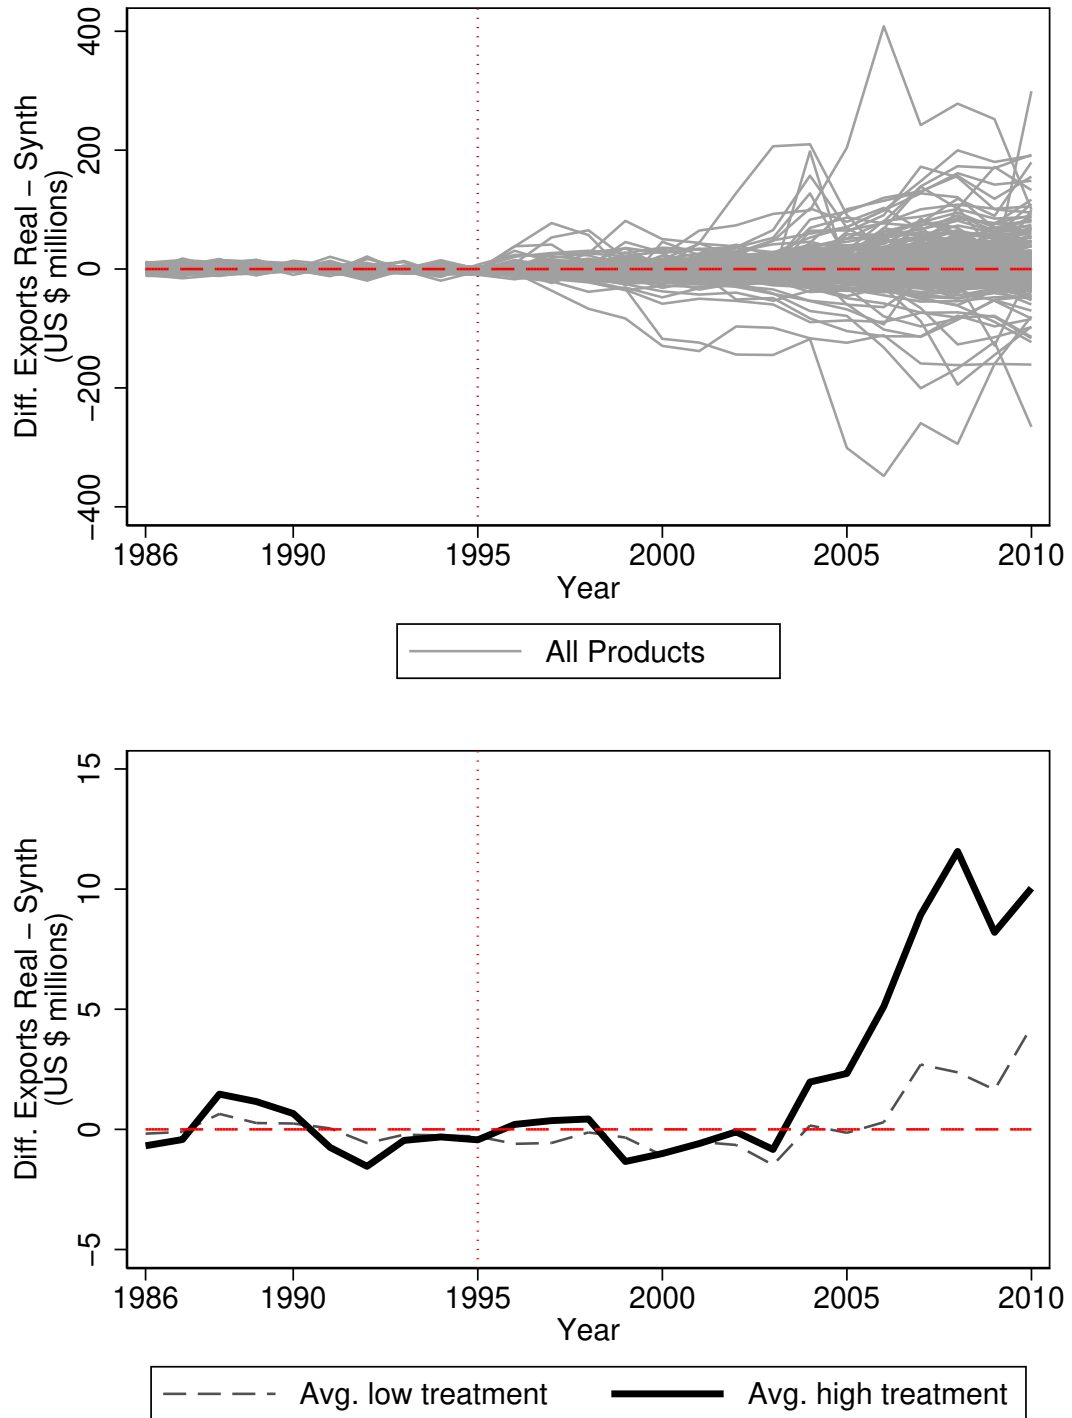 Diff. Exports Real − Synth
(US $ millions)
400
200
0
−200
−400
1986 1990 1995 2000 2005 2010
Year
All Products
Diff. Exports Real − Synth
(US $ millions)
15
10
5
0
−5
1986 1990 1995 2000 2005 2010
Year
Avg. low treatment Avg. high treatment